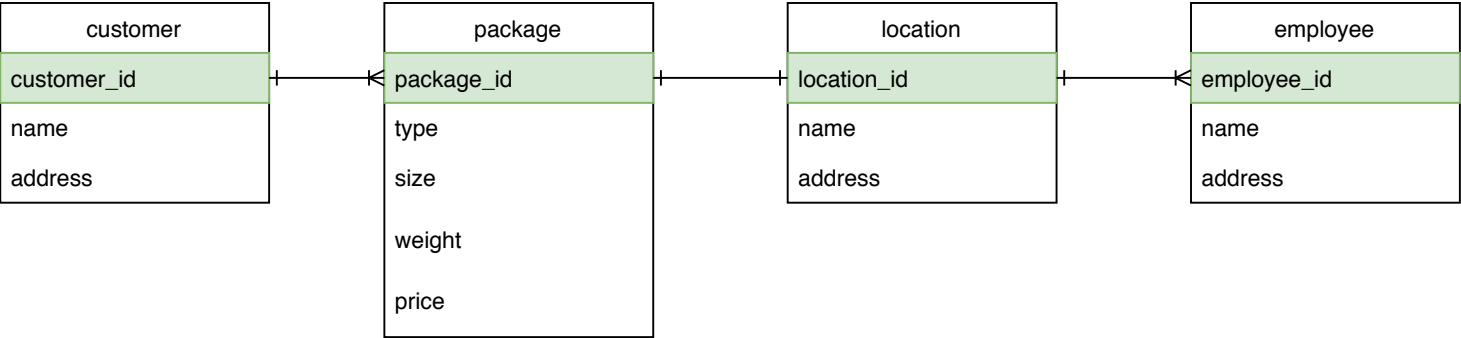 customer
customer_id
name
address
package
package_id
type
size
weight
price
location
location_id
name
address
employee
employee_id
name
address